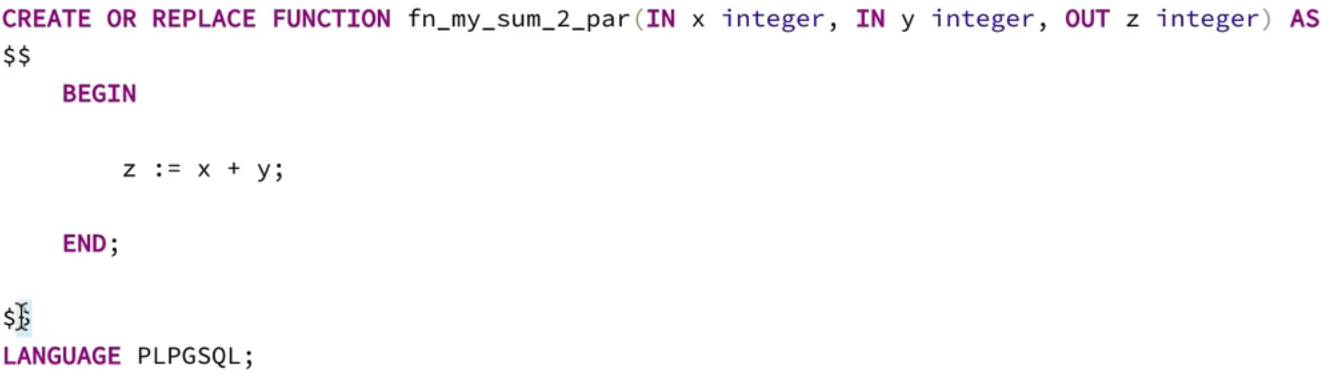 CREATE OR REPLACE FUNCTION fn_my_sum_2_par(IN x integer, IN y integer, OUT z integer) AS
$$
BEGIN
z := x + y;
END;
$$
LANGUAGE PLPGSQL;